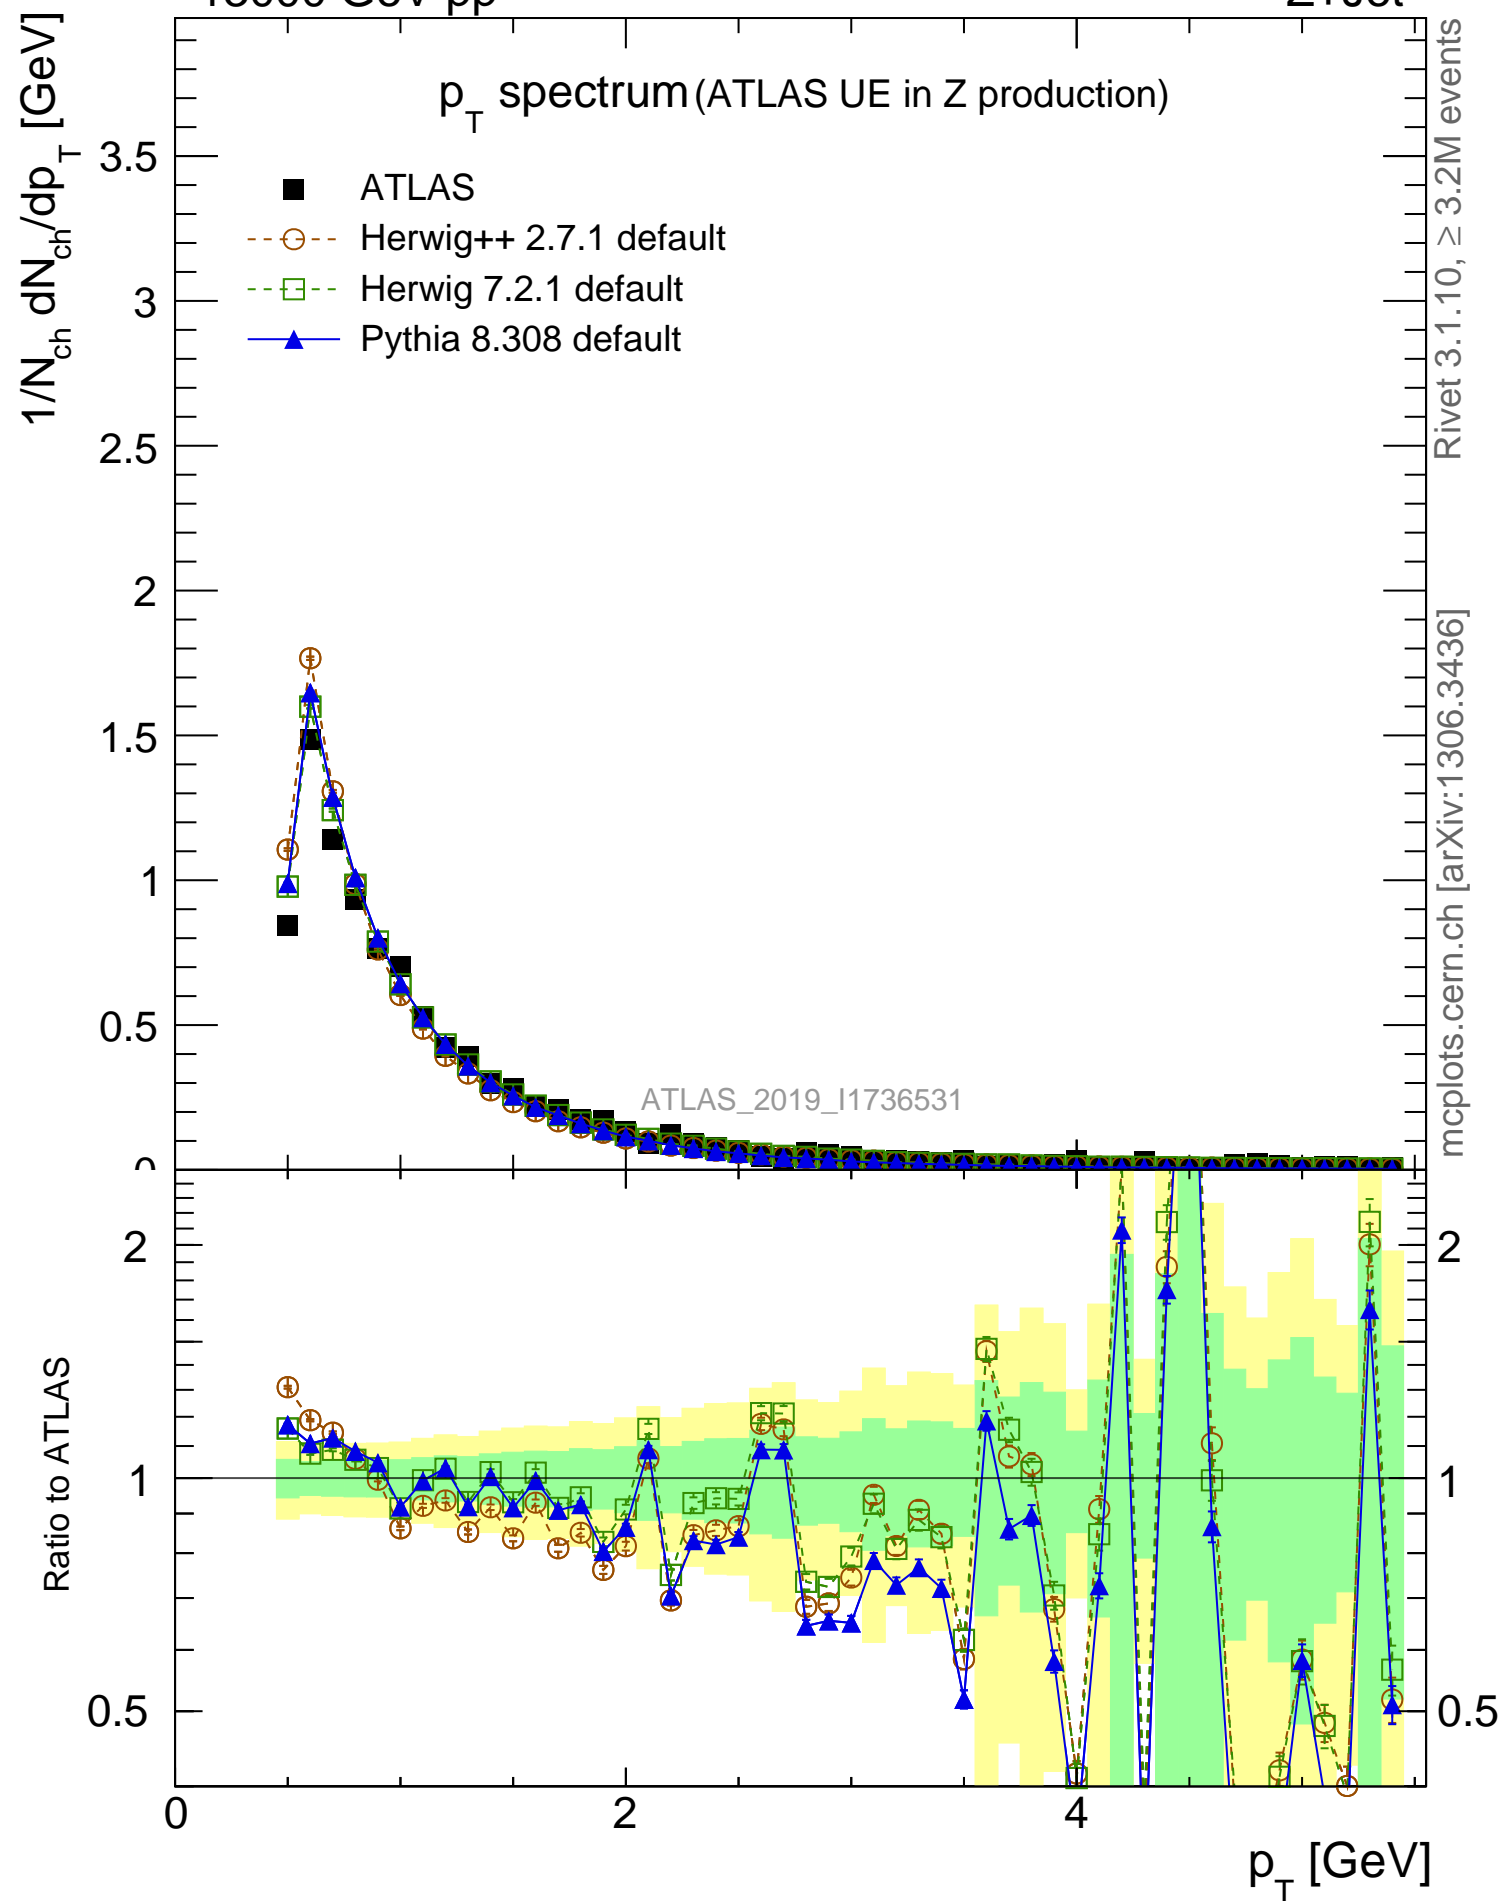 p_T spectrum (ATLAS UE in Z production)
1/N_ch dN_ch/dp_T [GeV]
ATLAS
Herwig++ 2.7.1 default
Herwig 7.2.1 default
Pythia 8.308 default
3.5
3
2.5
2
1.5
1
0.5
0
ATLAS_2019_I1736531
Rivet 3.1.10, ≥ 3.2M events
mcplots.cern.ch [arXiv:1306.3436]
Ratio to ATLAS
2
1
0.5
2
1
0.5
0
2
4
p_T [GeV]